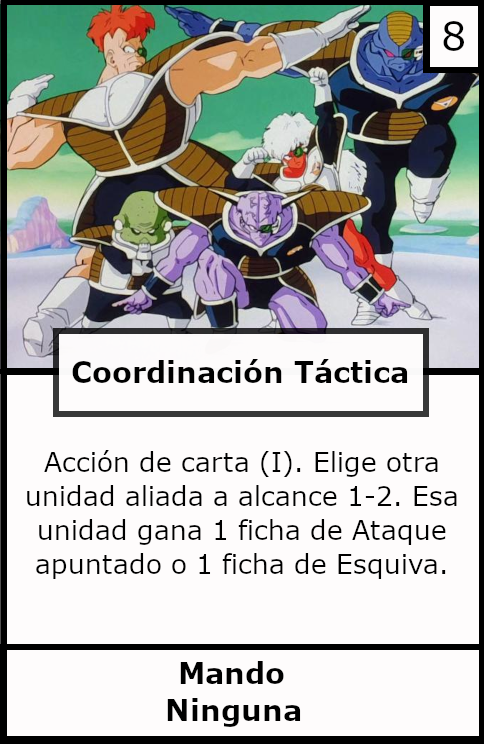 8
Coordinación Táctica
Acción de carta (I). Elige otra
unidad aliada a alcance 1-2. Esa
unidad gana 1 ficha de Ataque
apuntado o 1 ficha de Esquiva.
Mando
Ninguna